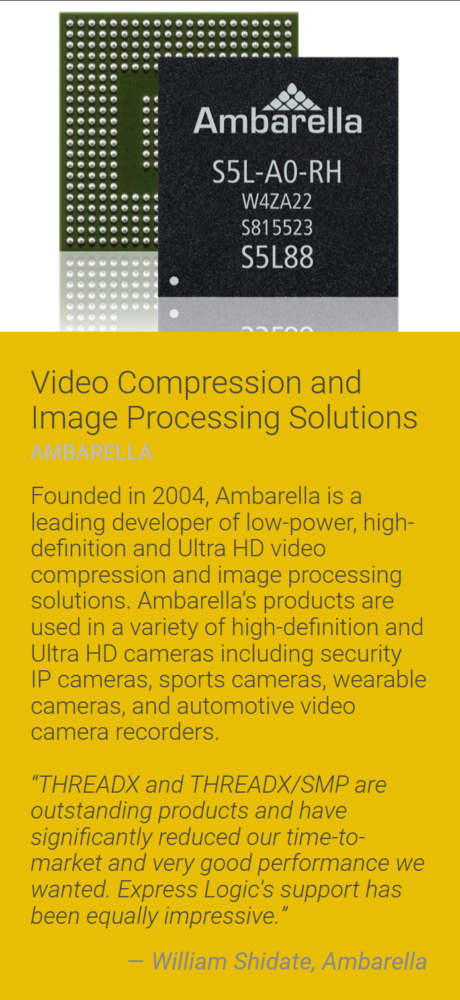 Ambarella
S5L-A0-RH
W4ZA22
S815523
S5L88
Video Compression and
Image Processing Solutions
AMBARELLA
Founded in 2004, Ambarella is a
leading developer of low-power, high-
definition and Ultra HD video
compression and image processing
solutions. Ambarella’s products are
used in a variety of high-definition and
Ultra HD cameras including security
IP cameras, sports cameras, wearable
cameras, and automotive video
camera recorders.
“THREADX and THREADX/SMP are
outstanding products and have
significantly reduced our time-to-
market and very good performance we
wanted. Express Logic's support has
been equally impressive.”
— William Shidate, Ambarella